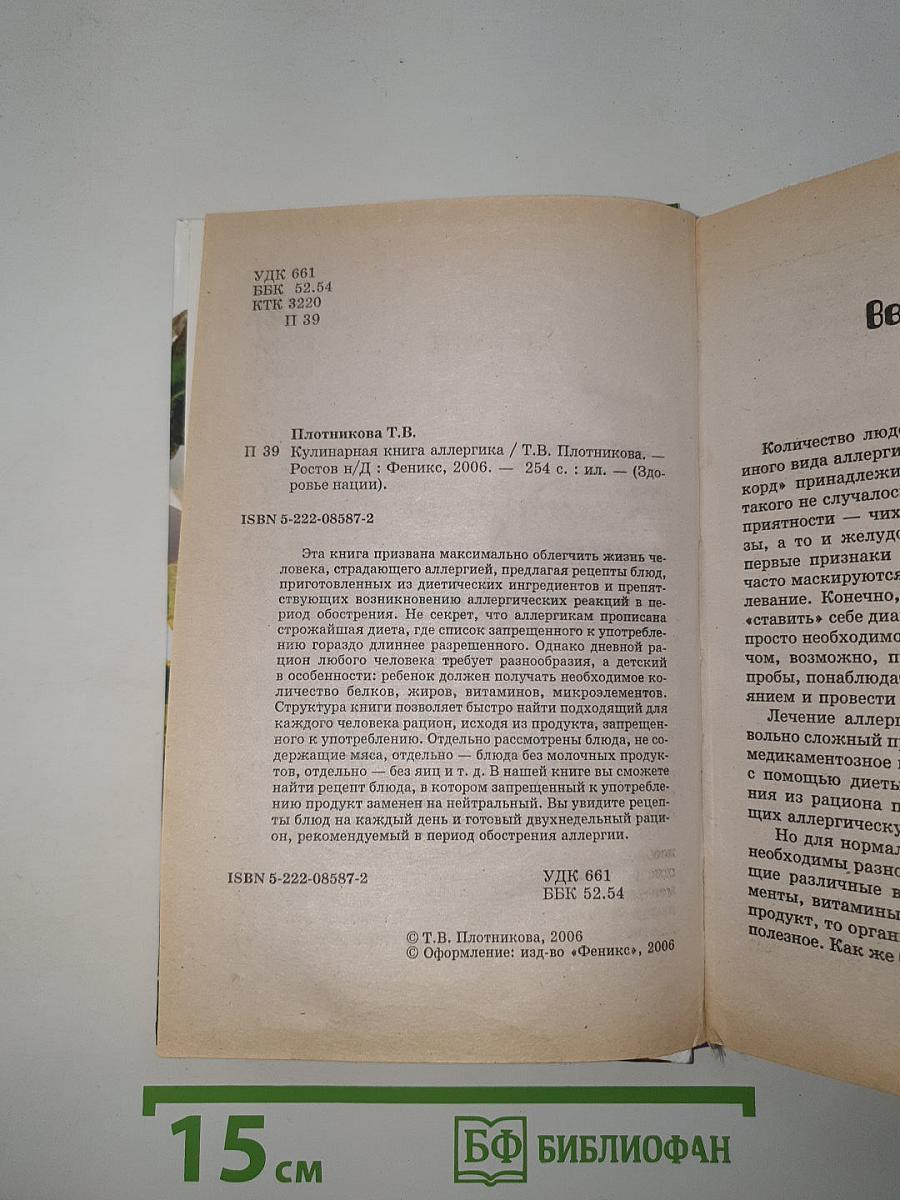 УДК 661
ББК 52.54
КТК 3220
П 39
Плотникова Т.В.
П 39 Кулинарная книга аллергика / Т.В. Плотникова. —
Ростов н/Д : Феникс, 2006. — 254 с. : ил. — (Здо-
ровье нации).
ISBN 5-222-08587-2
Эта книга призвана максимально облегчить жизнь че-
ловека, страдающего аллергией, предлагая рецепты блюд,
приготовленных из диетических ингредиентов и препят-
ствующих возникновению аллергических реакций в пе-
риод обострения. Не секрет, что аллергикам прописана
строжайшая диета, где список запрещенного к употребле-
нию гораздо длиннее разрешенного. Однако дневной ра-
цион любого человека требует разнообразия, а детский
в особенности: ребенок должен получать необходимое ко-
личество белков, жиров, витаминов, микроэлементов.
Структура книги позволяет быстро найти подходящий для
каждого человека рацион, исходя из продукта, запрещен-
ного к употреблению. Отдельно рассмотрены блюда, не со-
держащие мяса, отдельно — блюда без молочных продук-
тов, отдельно — без яиц и т. д. В нашей книге вы сможете
найти рецепт блюда, в котором запрещенный к употребле-
нию продукт заменен на нейтральный. Вы увидите рецеп-
ты блюд на каждый день и готовый двухнедельный раци-
он, рекомендуемый в период обострения аллергии.
ISBN 5-222-08587-2
УДК 661
ББК 52.54
© Т.В. Плотникова, 2006
© Оформление: изд-во «Феникс», 2006
Вв
Количество люд
иного вида аллерги
корд» принадлежи
такого не случалос
приятности — чих
зы, а то и желудо
первые признаки
часто маскируются
левание. Конечно,
«ставить» себе диа
просто необходимо
чом, возможно, п
пробы, понаблюда
янием и провести
Лечение аллер
вольно сложный п
медикаментозное
с помощью диеты
ния из рациона п
щих аллергическу
Но для нормал
необходимы разно
щие различные в
менты, витамины
продукт, то орган
полезное. Как же
15 см
БФ БИБЛИОФАН